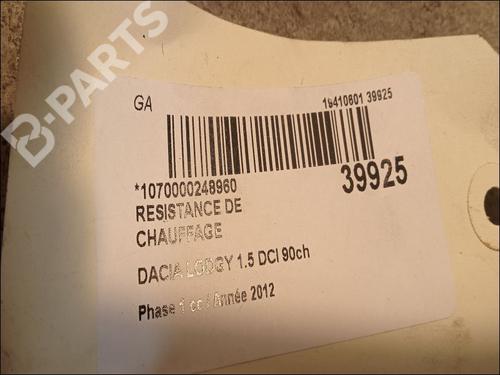 B-PARTS
GA
16410601 39925
*1070000248960
39925
RESISTANCE DE
CHAUFFAGE
DACIA LODGY 1.5 DCI 90ch
Phase 1 cc / Année 2012